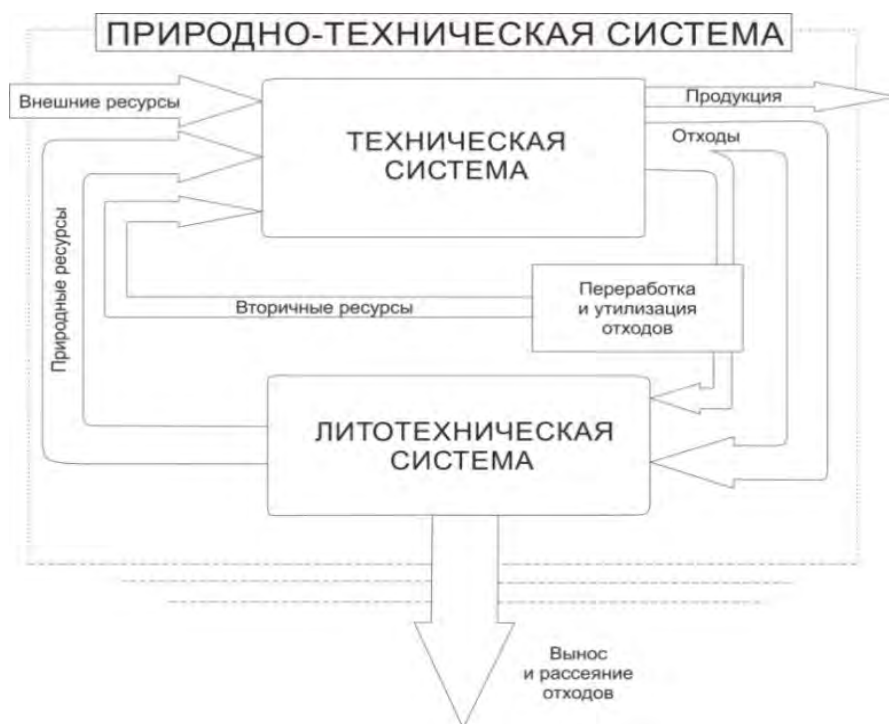 ПРИРОДНО-ТЕХНИЧЕСКАЯ СИСТЕМА
Внешние ресурсы
Продукция
ТЕХНИЧЕСКАЯ
СИСТЕМА
Отходы
Природные ресурсы
Вторичные ресурсы
Переработка
и утилизация
отходов
ЛИТОТЕХНИЧЕСКАЯ
СИСТЕМА
Вынос
и рассеяние
отходов